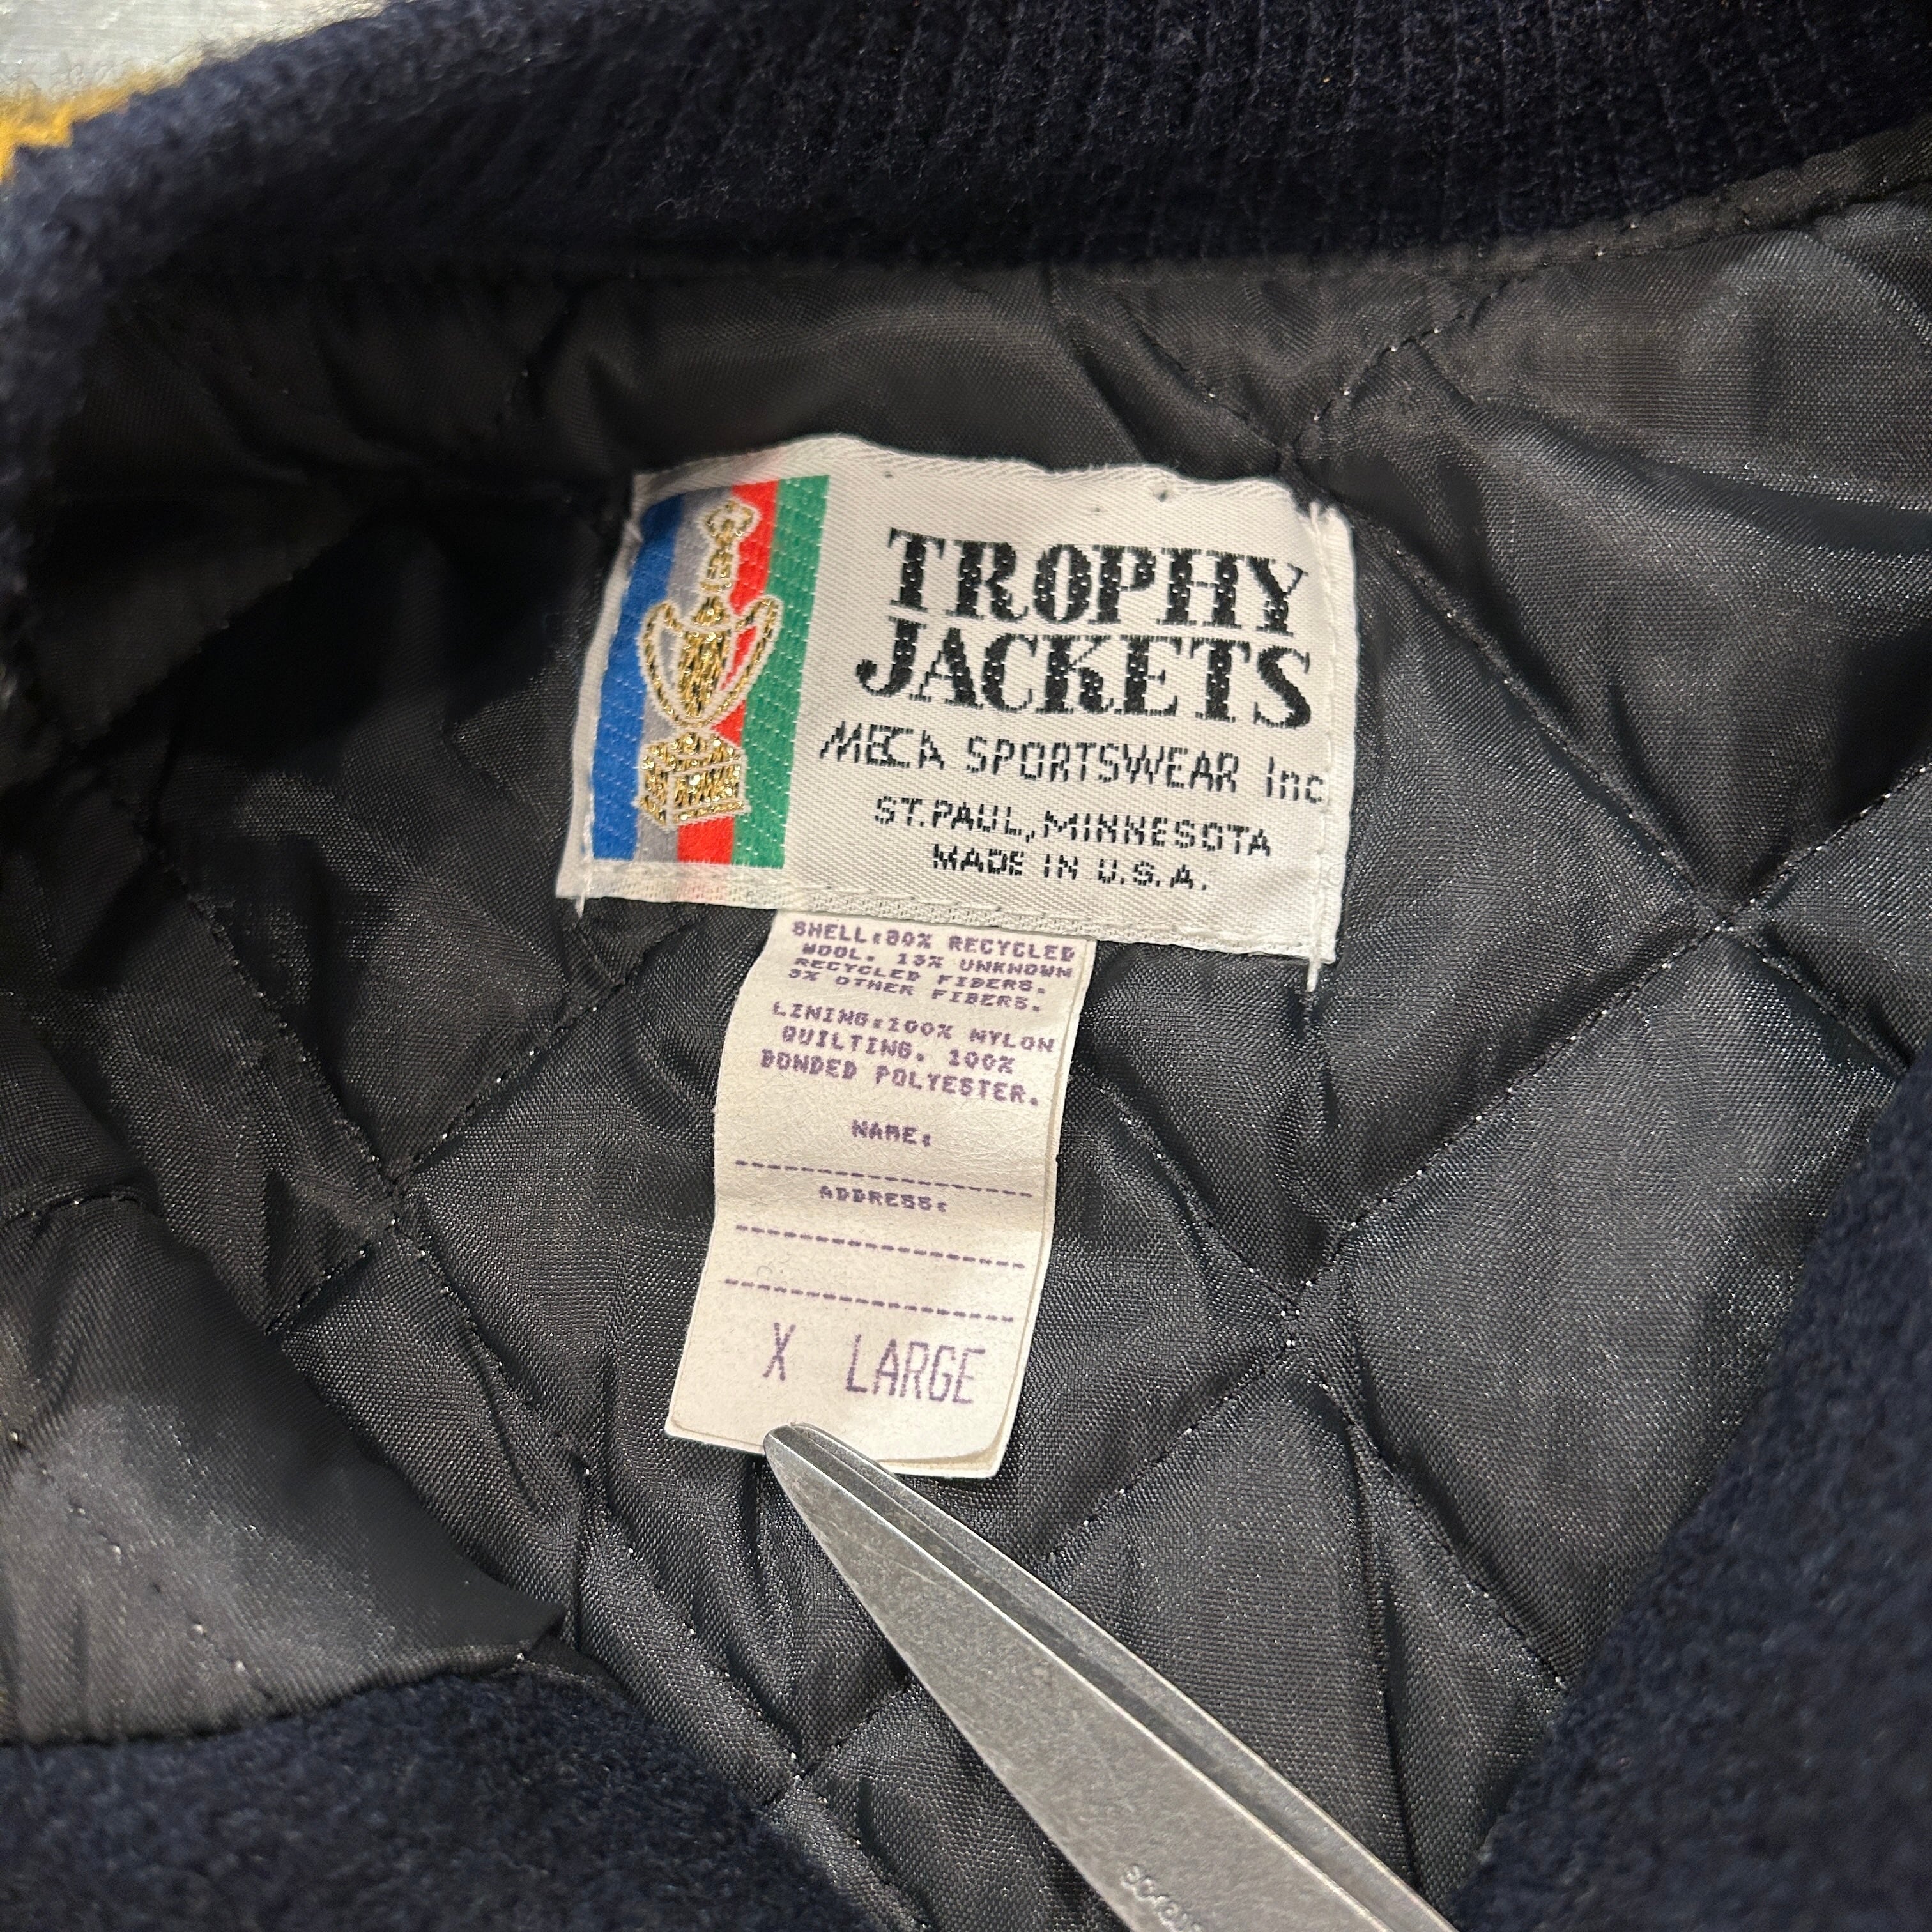 TROPHY
JACKETS
MECA SPORTSWEAR Inc
ST.PAUL, MINNESOTA
MADE IN U.S.A.
SHELL:80% RECYCLED
WOOL. 15% UNKNOWN
RECYCLED FIBERS.
5% OTHER FIBERS.
LINING:100% NYLON
QUILTING. 100%
BONDED POLYESTER.
NAME:
ADDRESS:
X LARGE